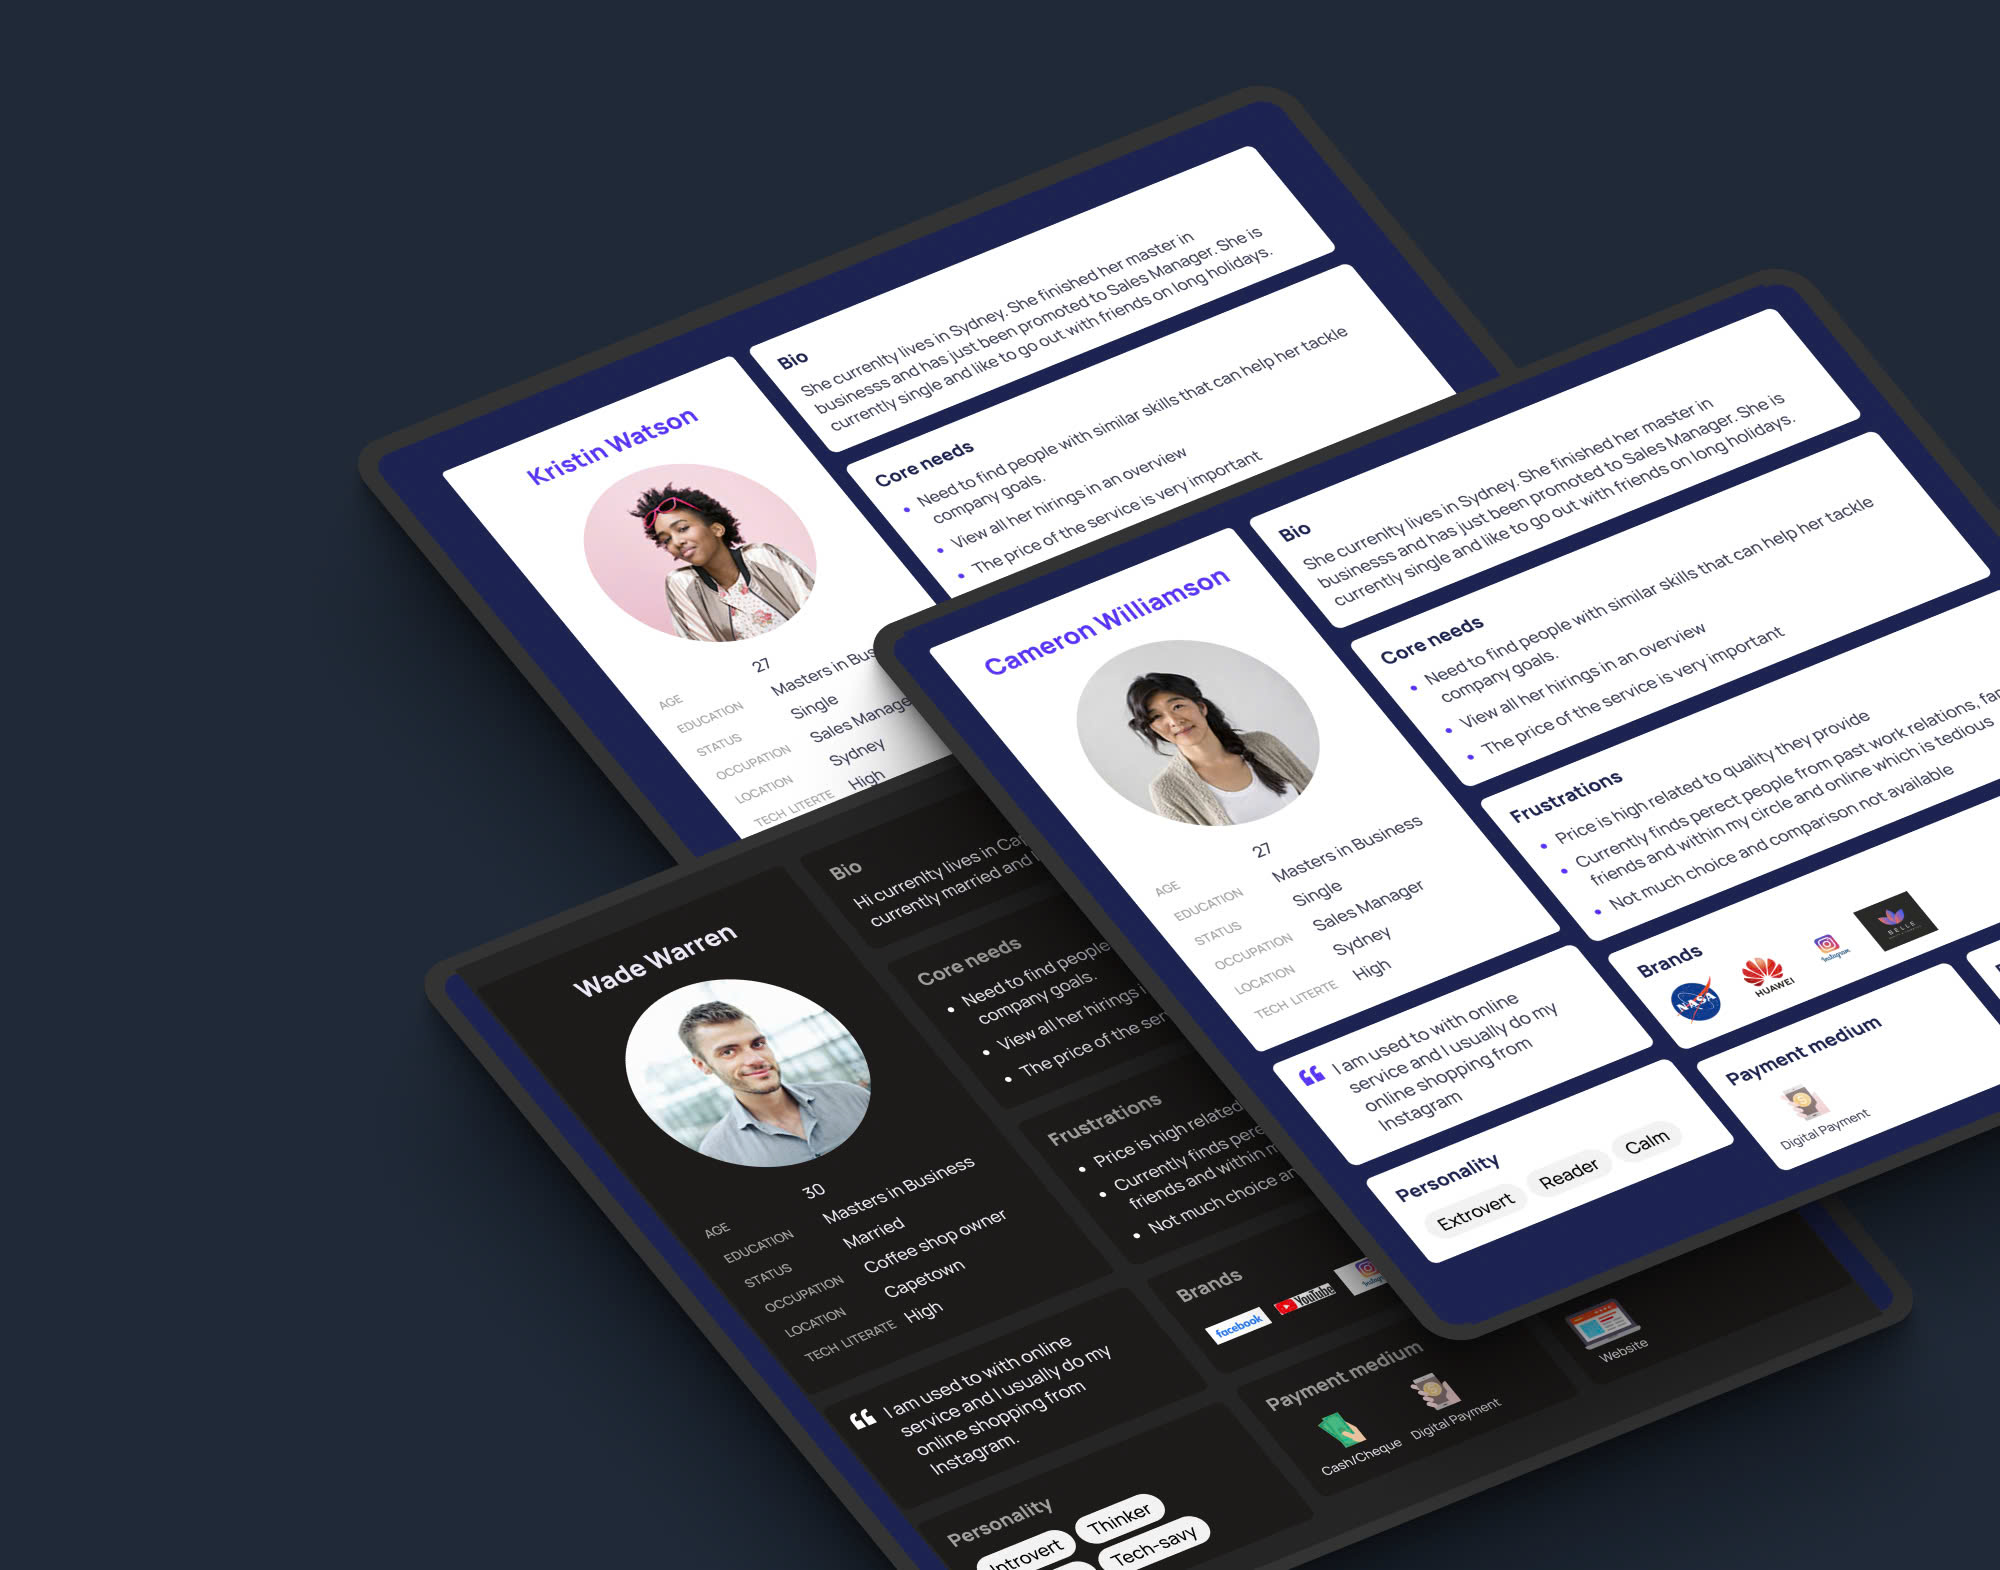 Kristin Watson
AGE 27
EDUCATION Masters in Bus
STATUS Single
OCCUPATION Sales Manage
LOCATION Sydney
TECH LITERTE High
Bio
She currenlty lives in Sydney. She finished her master in
businesss and has just been promoted to Sales Manager. She is
currently single and like to go out with friends on long holidays.
Core needs
Need to find people with similar skills that can help her tackle
company goals.
View all her hirings in an overview
The price of the service is very important
Cameron Williamson
AGE 27
EDUCATION Masters in Business
STATUS Single
OCCUPATION Sales Manager
LOCATION Sydney
TECH LITERTE High
I am used to with online
service and I usually do my
online shopping from
Instagram
Personality
Extrovert Reader Calm
Bio
She currenlty lives in Sydney. She finished her master in
businesss and has just been promoted to Sales Manager. She is
currently single and like to go out with friends on long holidays.
Core needs
Need to find people with similar skills that can help her tackle
company goals.
View all her hirings in an overview
The price of the service is very important
Frustrations
Price is high related to quality they provide
Currently finds perect people from past work relations, fam
friends and within my circle and online which is tedious
Not much choice and comparison not available
Brands
NASA HUAWEI Instagram BELLE
Payment medium
Digital Payment
Wade Warren
AGE 30
EDUCATION Masters in Business
STATUS Married
OCCUPATION Coffee shop owner
LOCATION Capetown
TECH LITERATE High
I am used to with online
service and I usually do my
online shopping from
Instagram.
Personality
Introvert Thinker
Tech-savy
Bio
Hi currenlty lives in Cap
currently married and
Core needs
Need to find people
company goals.
View all her hirings i
The price of the ser
Frustrations
Price is high related
Currently finds pere
friends and within m
Not much choice an
Brands
facebook YouTube Instagr
Payment medium
Cash/Cheque Digital Payment
Website